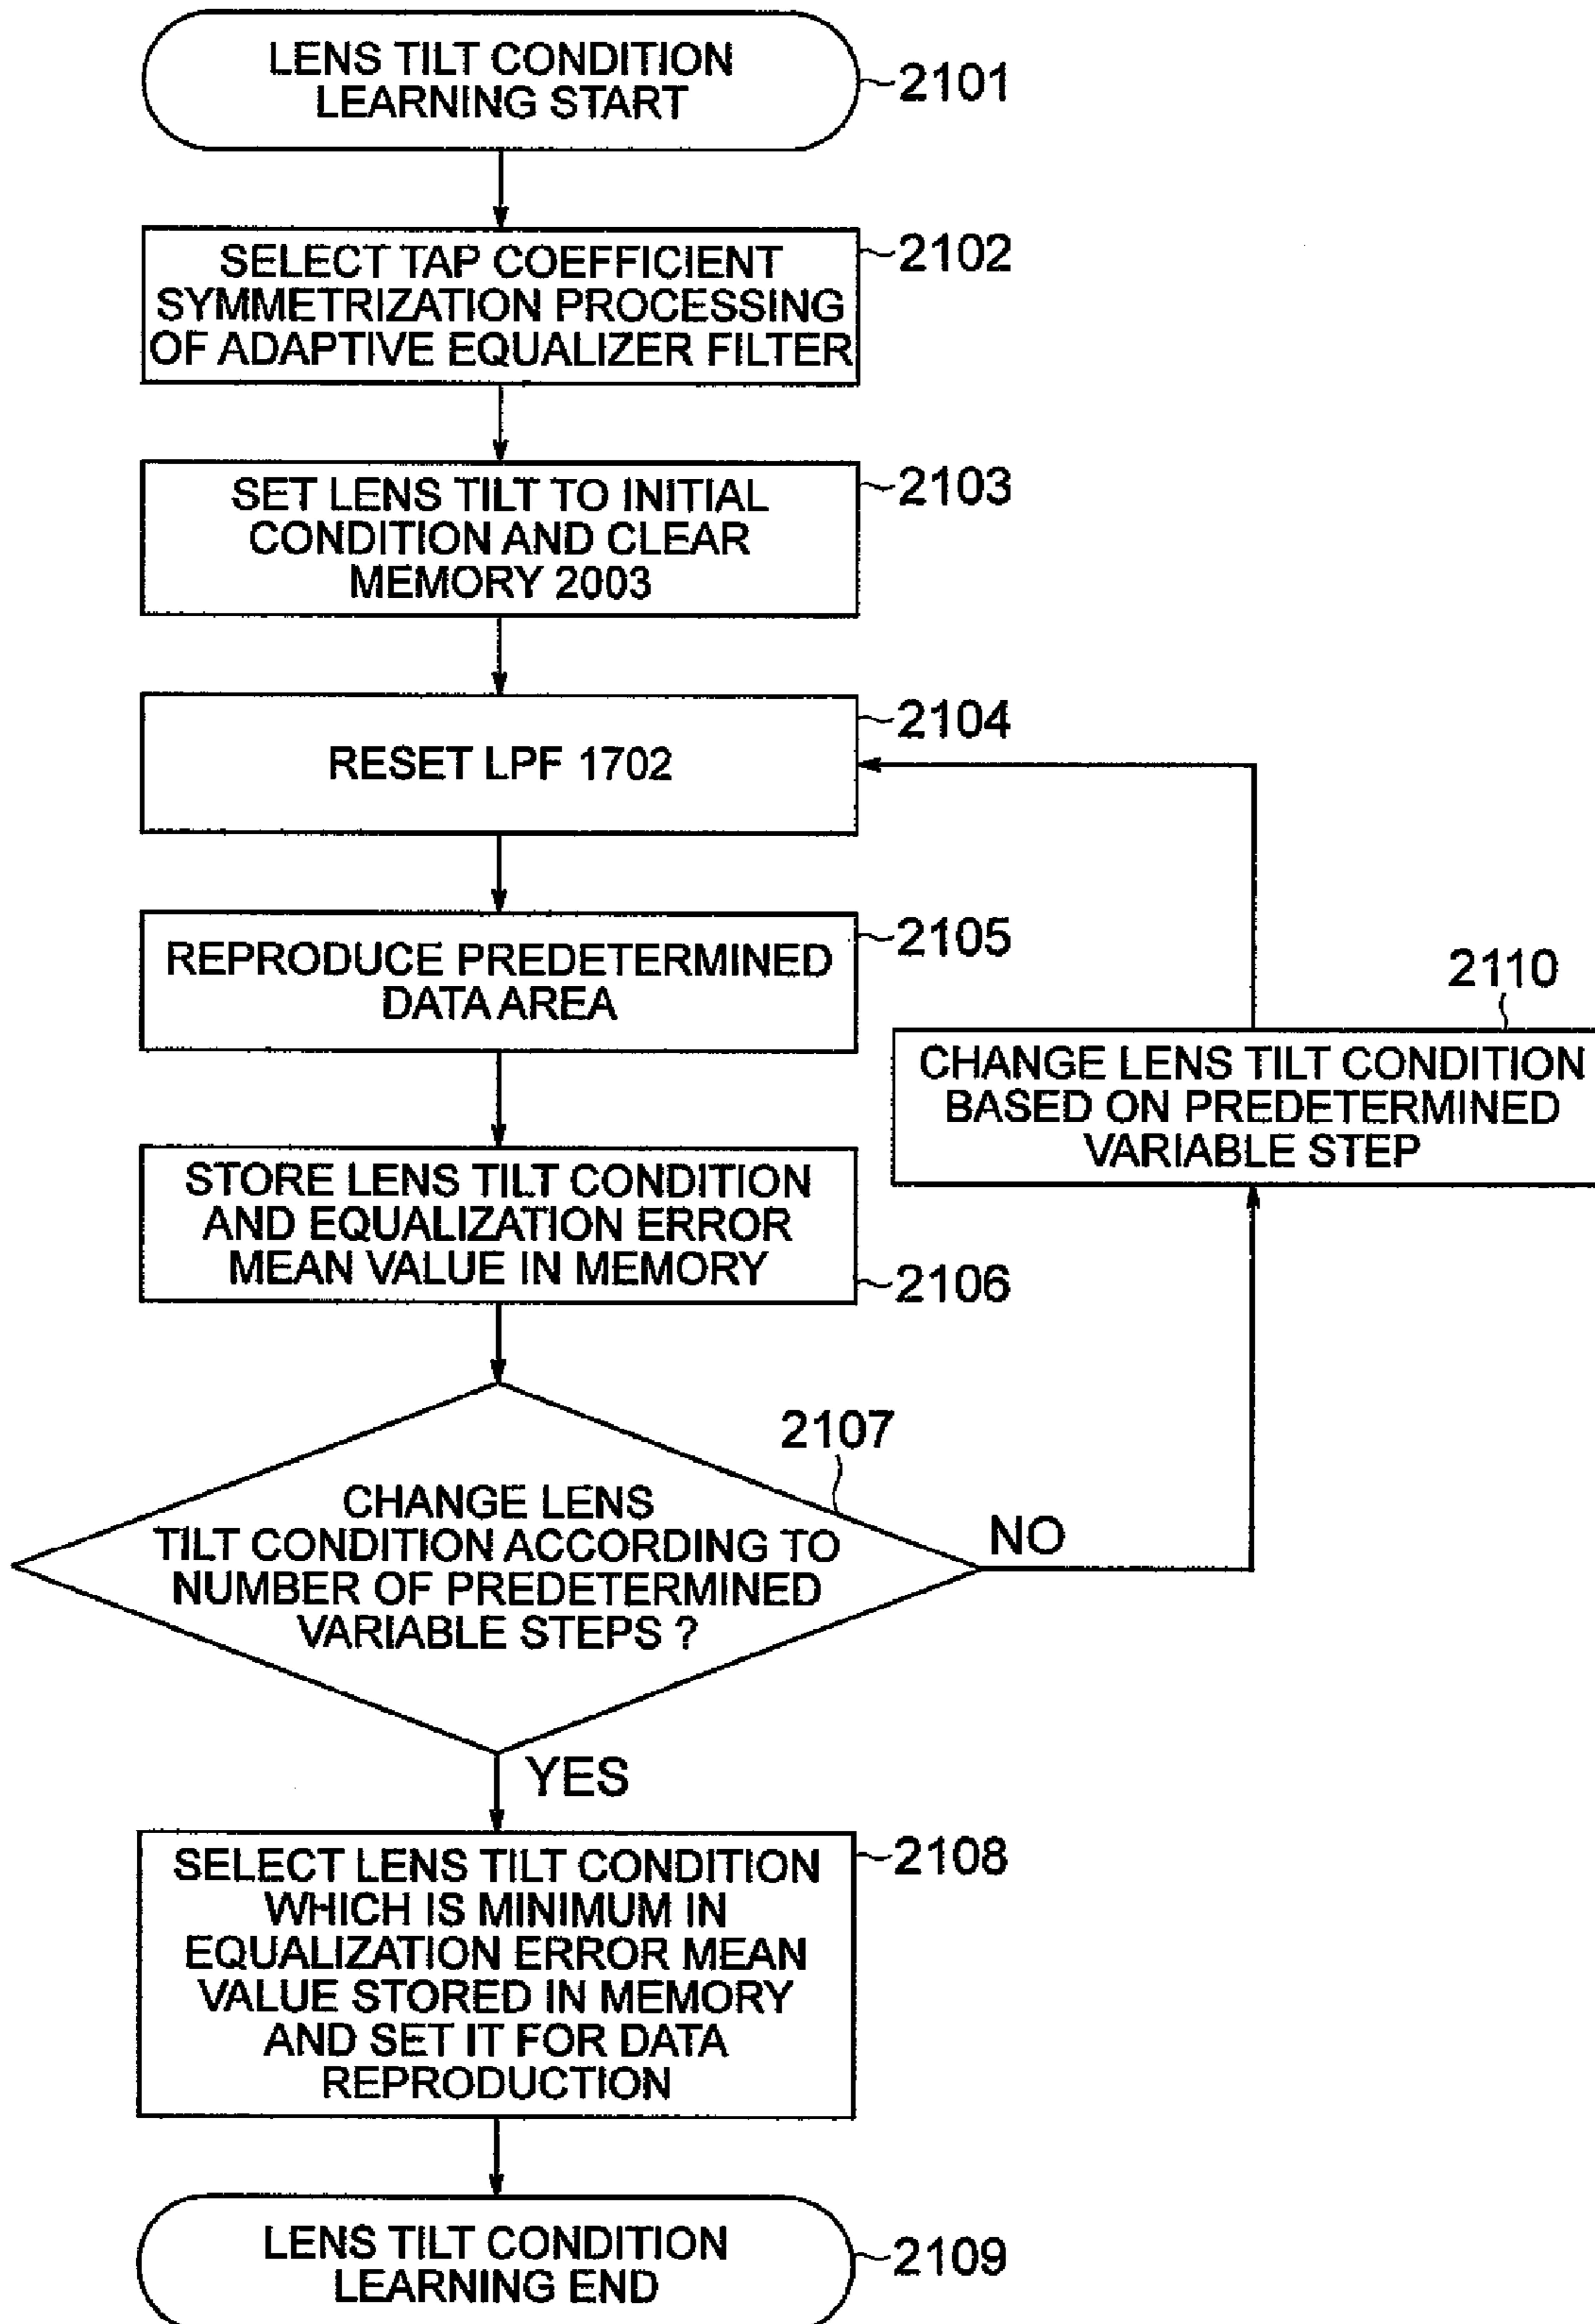 LENS TILT CONDITION
LEARNING START
2101
SELECT TAP COEFFICIENT
SYMMETRIZATION PROCESSING
OF ADAPTIVE EQUALIZER FILTER
2102
SET LENS TILT TO INITIAL
CONDITION AND CLEAR
MEMORY 2003
2103
RESET LPF 1702
2104
REPRODUCE PREDETERMINED
DATA AREA
2105
2110
CHANGE LENS TILT CONDITION
BASED ON PREDETERMINED
VARIABLE STEP
STORE LENS TILT CONDITION
AND EQUALIZATION ERROR
MEAN VALUE IN MEMORY
2106
2107
CHANGE LENS
TILT CONDITION ACCORDING TO
NUMBER OF PREDETERMINED
VARIABLE STEPS ?
NO
YES
SELECT LENS TILT CONDITION
WHICH IS MINIMUM IN
EQUALIZATION ERROR MEAN
VALUE STORED IN MEMORY
AND SET IT FOR DATA
REPRODUCTION
2108
LENS TILT CONDITION
LEARNING END
2109